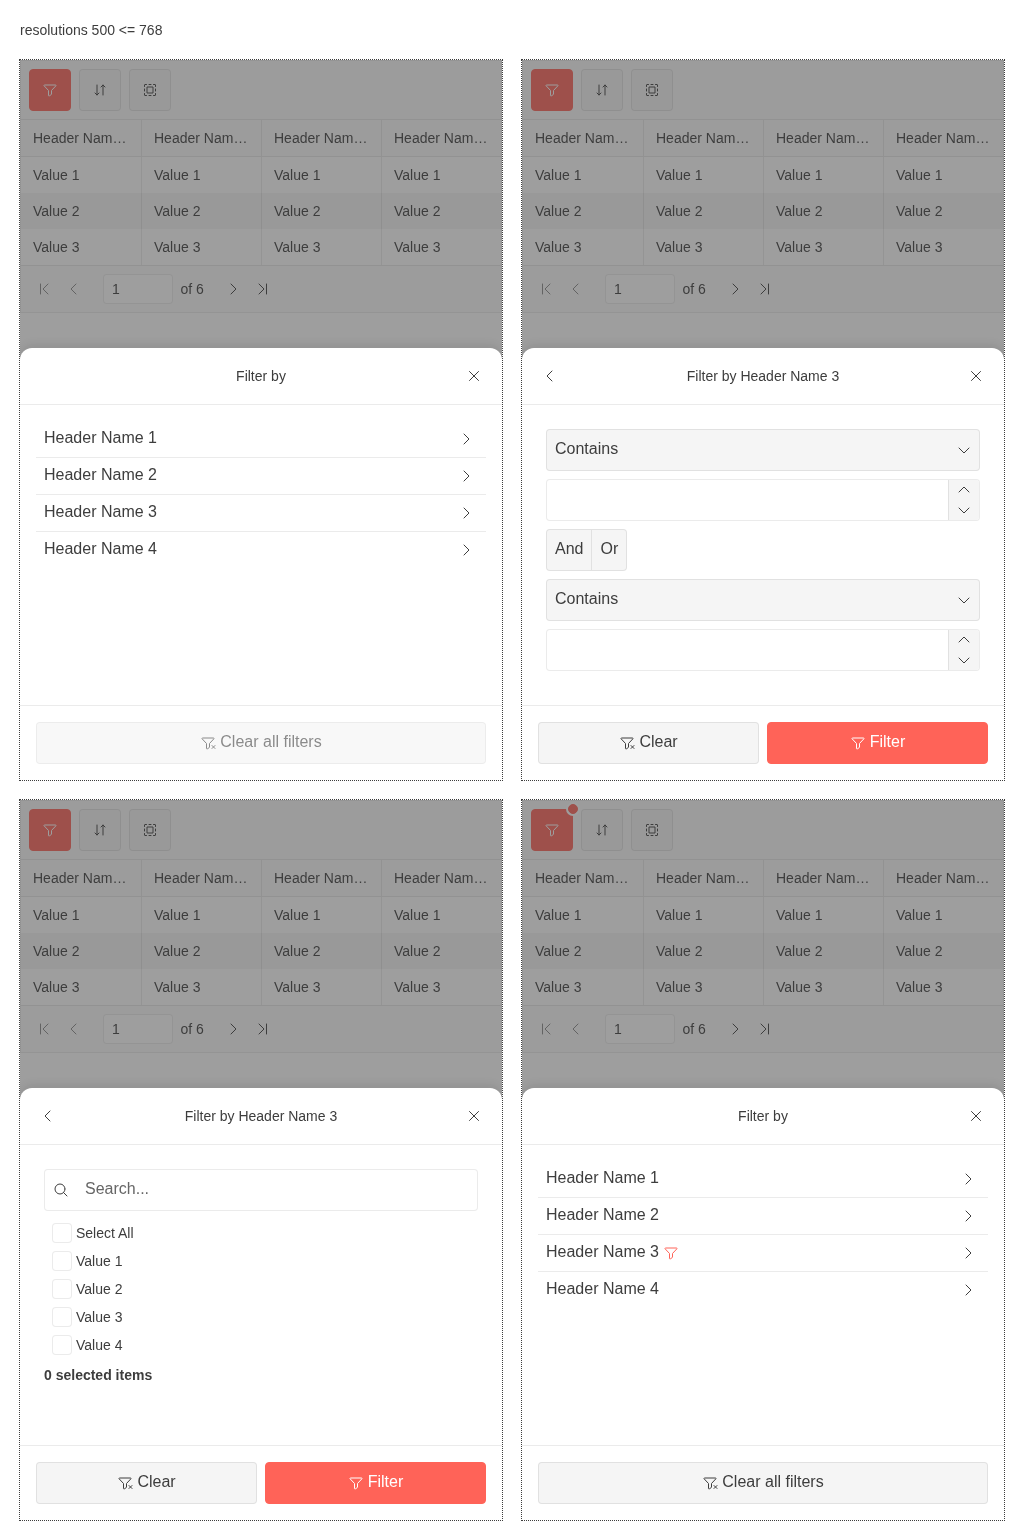 resolutions 500 <= 768
Header Nam... Header Nam... Header Nam... Header Nam...
Value 1 Value 1 Value 1 Value 1
Value 2 Value 2 Value 2 Value 2
Value 3 Value 3 Value 3 Value 3
1 of 6
Filter by
Header Name 1
Header Name 2
Header Name 3
Header Name 4
Clear all filters
Header Nam... Header Nam... Header Nam... Header Nam...
Value 1 Value 1 Value 1 Value 1
Value 2 Value 2 Value 2 Value 2
Value 3 Value 3 Value 3 Value 3
1 of 6
Filter by Header Name 3
Contains
And Or
Contains
Clear Filter
Header Nam... Header Nam... Header Nam... Header Nam...
Value 1 Value 1 Value 1 Value 1
Value 2 Value 2 Value 2 Value 2
Value 3 Value 3 Value 3 Value 3
1 of 6
Filter by Header Name 3
Search...
Select All
Value 1
Value 2
Value 3
Value 4
0 selected items
Clear Filter
Header Nam... Header Nam... Header Nam... Header Nam...
Value 1 Value 1 Value 1 Value 1
Value 2 Value 2 Value 2 Value 2
Value 3 Value 3 Value 3 Value 3
1 of 6
Filter by
Header Name 1
Header Name 2
Header Name 3
Header Name 4
Clear all filters